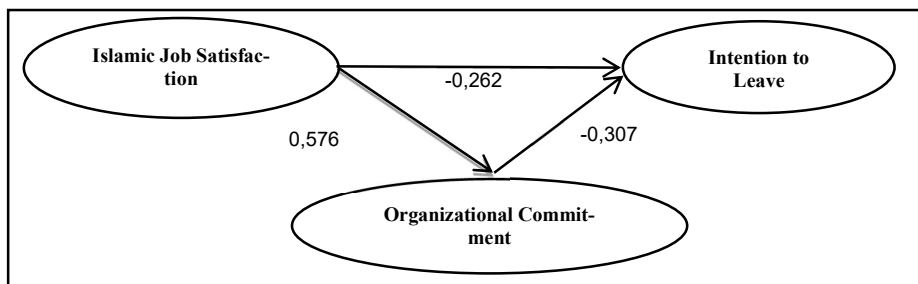 Islamic Job Satisfac-
tion
Intention to
Leave
-0,262
0,576
-0,307
Organizational Commit-
ment